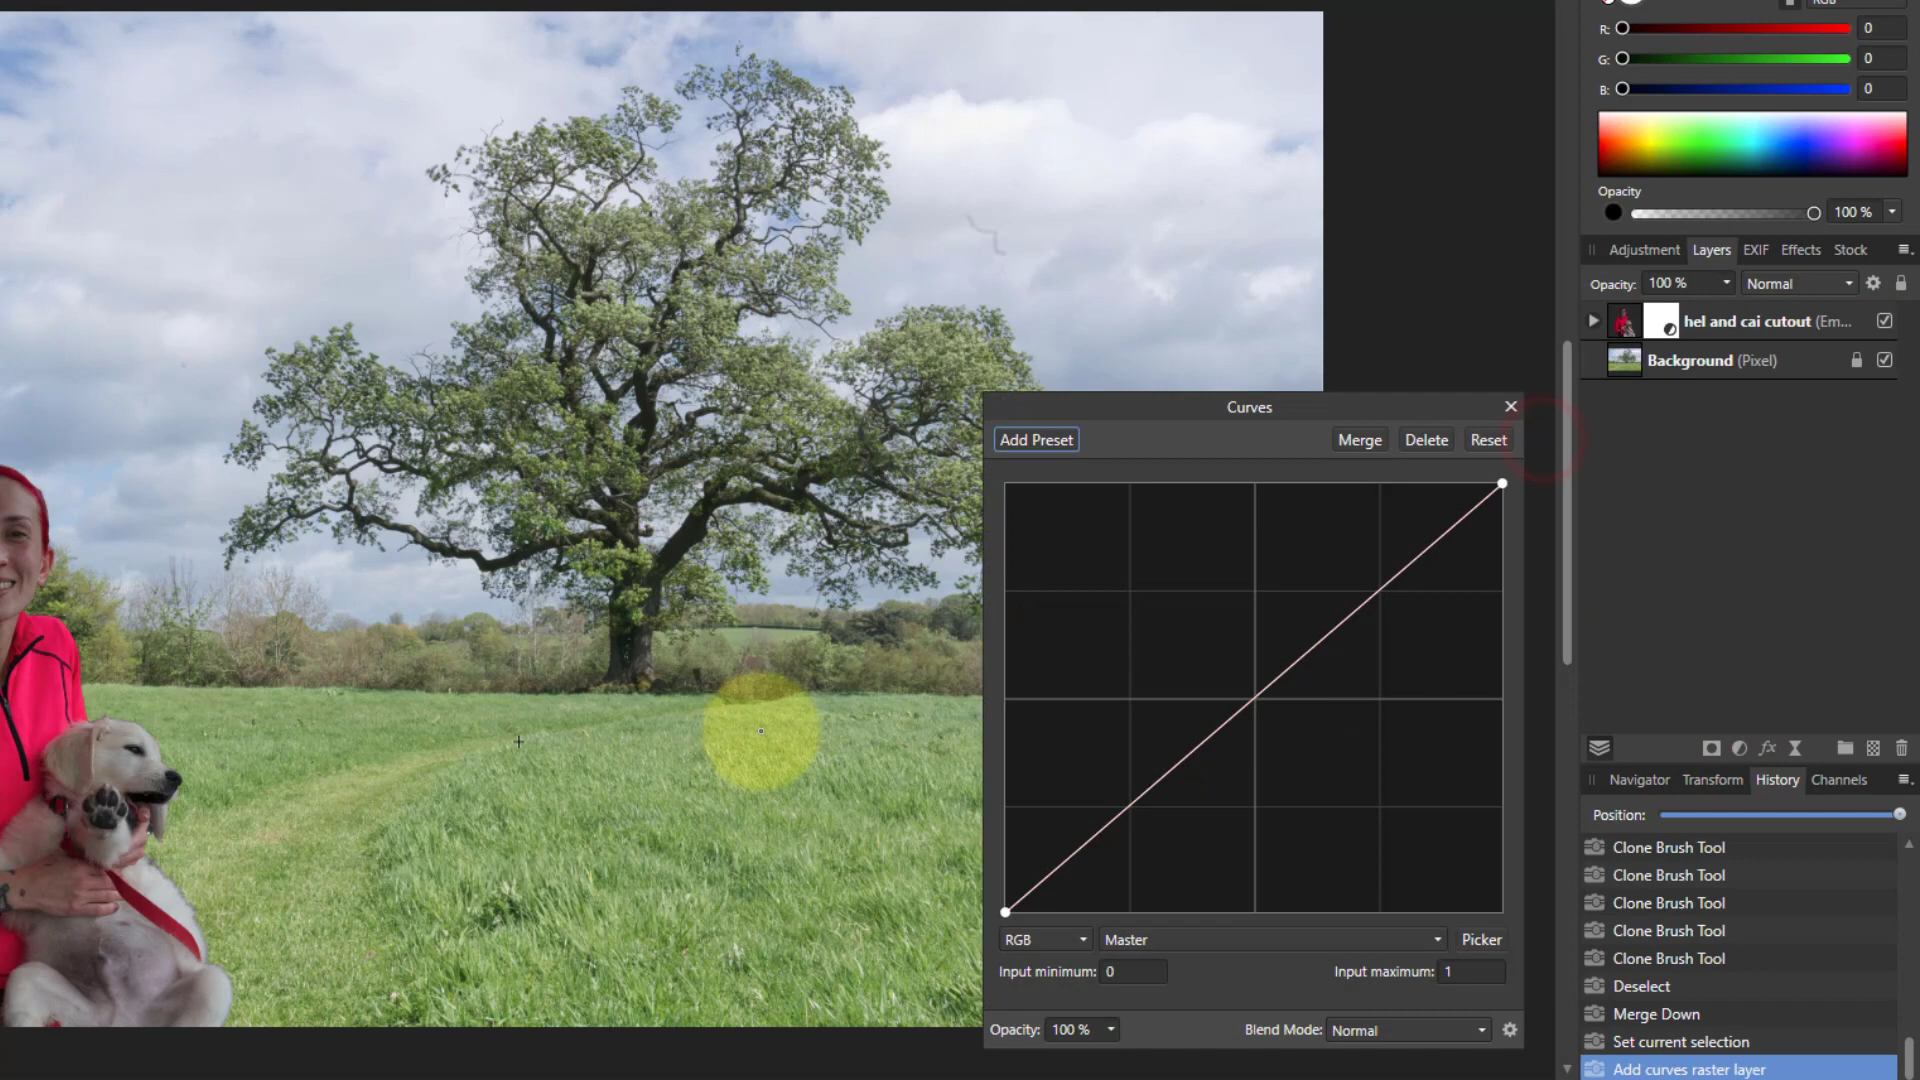 RGB
R: 0
G: 0
B: 0
Opacity
100 %
Adjustment Layers EXIF Effects Stock
Opacity: 100 % Normal
hel and cai cutout (Em...
Background (Pixel)
Curves
Add Preset Merge Delete Reset
RGB Master Picker
Input minimum: 0 Input maximum: 1
Opacity: 100 % Blend Mode: Normal
fx
Navigator Transform History Channels
Position:
Clone Brush Tool
Clone Brush Tool
Clone Brush Tool
Clone Brush Tool
Clone Brush Tool
Deselect
Merge Down
Set current selection
Add curves raster layer